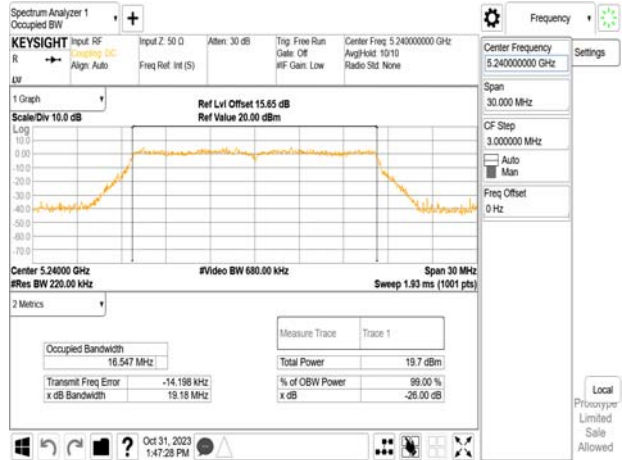 Spectrum Analyzer 1
Occupied BW
KEYSIGHT
R
Input: RF
Coupling: DC
Align: Auto
Input Z: 50 Ω
Freq Ref: Int (S)
Atten: 30 dB
Trig: Free Run
Gate: Off
#IF Gain: Low
Center Freq: 5.240000000 GHz
Avg|Hold: 10/10
Radio Std: None
1 Graph
Scale/Div 10.0 dB
Ref Lvl Offset 15.65 dB
Ref Value 20.00 dBm
Log
10.0
0.00
-10.0
-20.0
-30.0
-40.0
-50.0
-60.0
-70.0
Center 5.24000 GHz
#Res BW 220.00 kHz
#Video BW 680.00 kHz
Span 30 MHz
Sweep 1.93 ms (1001 pts)
2 Metrics
Measure Trace
Trace 1
Occupied Bandwidth
16.547 MHz
Total Power
19.7 dBm
Transmit Freq Error
-14.198 kHz
% of OBW Power
99.00 %
x dB Bandwidth
19.18 MHz
x dB
-26.00 dB
Oct 31, 2023
1:47:28 PM
Frequency
Center Frequency
5.240000000 GHz
Settings
Span
30.000 MHz
CF Step
3.000000 MHz
Auto
Man
Freq Offset
0 Hz
Local
Prototype
Limited
Sale
Allowed